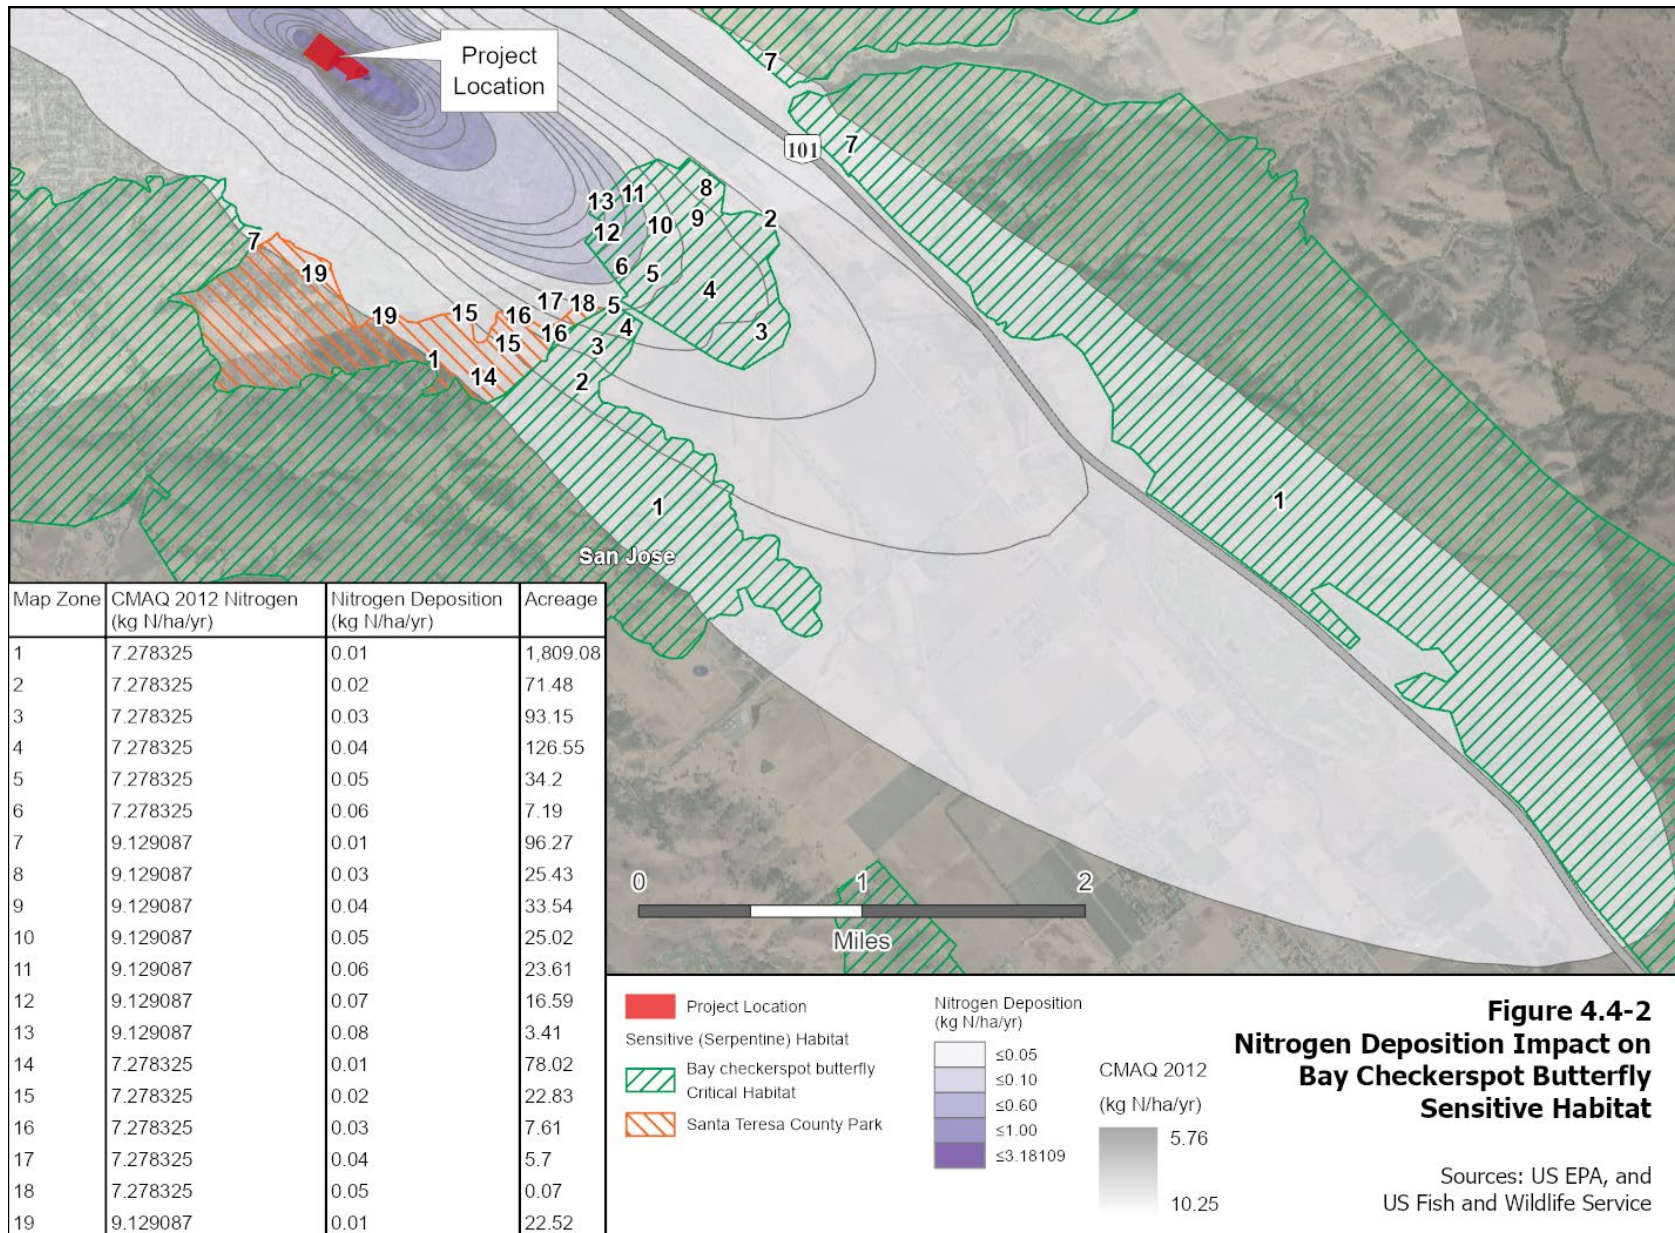 Project
Location
7
101
7
8
11
13
9
2
10
12
7
6
5
19
4
17
18
5
19
15
16
4
3
16
15
3
1
14
2
1
1
San Jose
Map Zone CMAQ 2012 Nitrogen (kg N/ha/yr) Nitrogen Deposition (kg N/ha/yr) Acreage
1 7.278325 0.01 1,809.08
2 7.278325 0.02 71.48
3 7.278325 0.03 93.15
4 7.278325 0.04 126.55
5 7.278325 0.05 34.2
6 7.278325 0.06 7.19
7 9.129087 0.01 96.27
8 9.129087 0.03 25.43
9 9.129087 0.04 33.54
10 9.129087 0.05 25.02
11 9.129087 0.06 23.61
12 9.129087 0.07 16.59
13 9.129087 0.08 3.41
14 7.278325 0.01 78.02
15 7.278325 0.02 22.83
16 7.278325 0.03 7.61
17 7.278325 0.04 5.7
18 7.278325 0.05 0.07
19 9.129087 0.01 22.52
0 1 2
Miles
Project Location
Sensitive (Serpentine) Habitat
Bay checkerspot butterfly
Critical Habitat
Santa Teresa County Park
Nitrogen Deposition
(kg N/ha/yr)
≤0.05
≤0.10
≤0.60
≤1.00
≤3.18109
CMAQ 2012
(kg N/ha/yr)
5.76
10.25
Figure 4.4-2
Nitrogen Deposition Impact on
Bay Checkerspot Butterfly
Sensitive Habitat
Sources: US EPA, and
US Fish and Wildlife Service